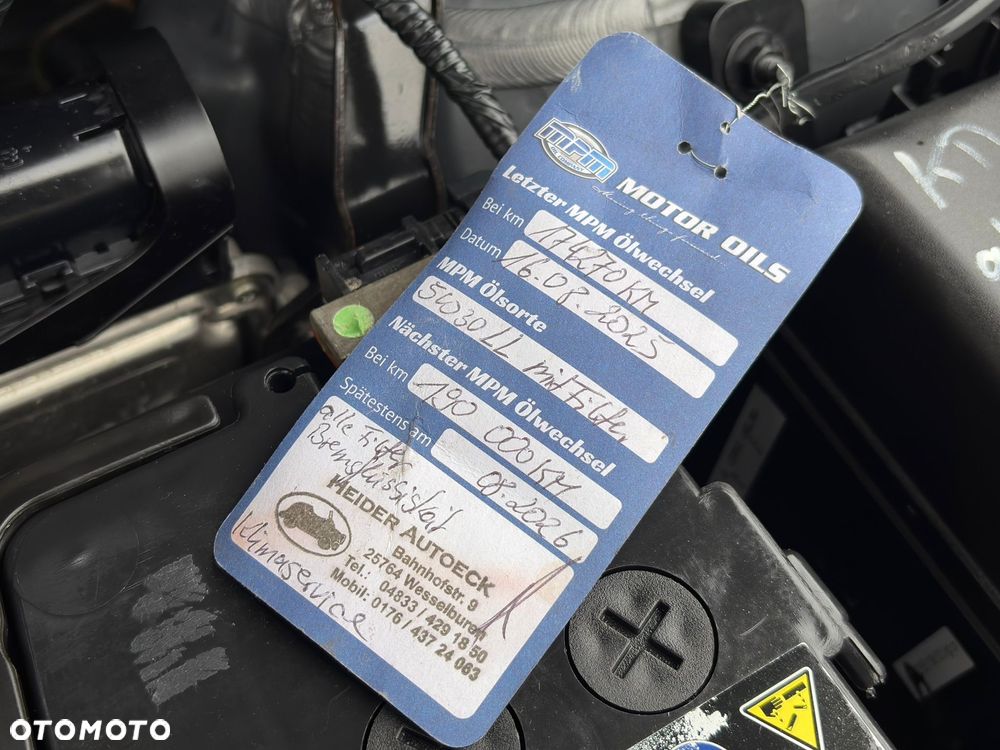 MPM
MOTOR OILS
Letzter MPM Ölwechsel
Bei km 174270 KM
Datum 16.08.2025
MPM Ölsorte
5W30 LL mit Filter
Nächster MPM Ölwechsel
Bei km 190 000 KM
Spätestens am 08.2026
alle Filter
Bremsflüssigkeit
MEIDER AUTOECK
Bahnhofstr. 9
25764 Wesselburen
Tel.: 04833 / 429 18 50
Mobil: 0176 / 437 24 063
Klimaservice
OTOMOTO